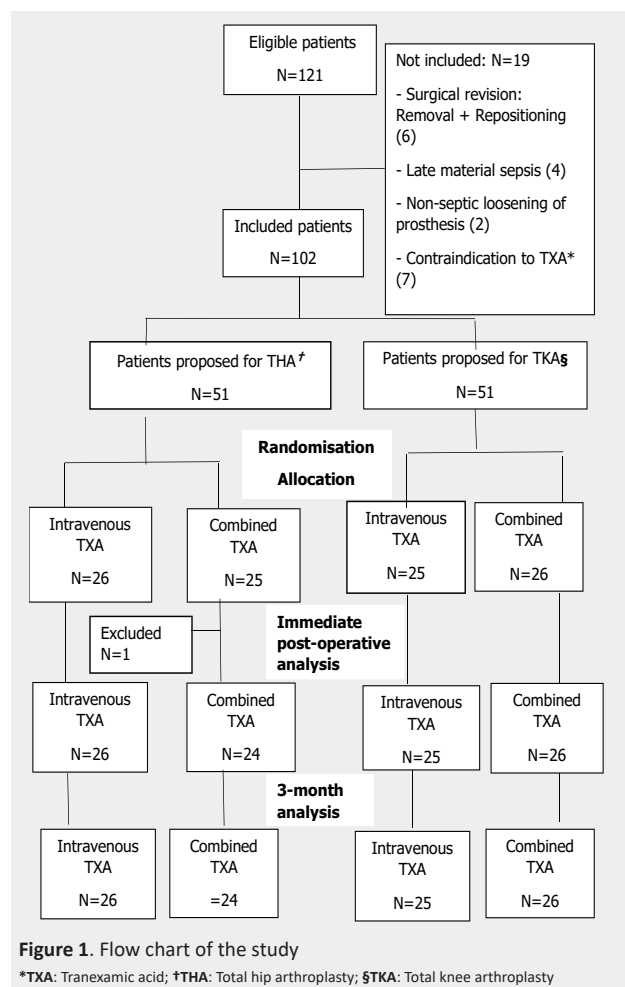 Eligible patients
N=121
Not included: N=19
- Surgical revision:
Removal + Repositioning
(6)
- Late material sepsis (4)
- Non-septic loosening of
prosthesis (2)
- Contraindication to TXA*
(7)
Included patients
N=102
Patients proposed for THA†
N=51
Patients proposed for TKA§
N=51
Randomisation
Allocation
Intravenous
TXA
N=26
Combined
TXA
N=25
Intravenous
TXA
N=25
Combined
TXA
N=26
Excluded
N=1
Immediate
post-operative
analysis
Intravenous
TXA
N=26
Combined
TXA
N=24
Intravenous
TXA
N=25
Combined
TXA
N=26
3-month
analysis
Intravenous
TXA
N=26
Combined
TXA
=24
Intravenous
TXA
N=25
Combined
TXA
N=26
Figure 1. Flow chart of the study
*TXA: Tranexamic acid; †THA: Total hip arthroplasty; §TKA: Total knee arthroplasty